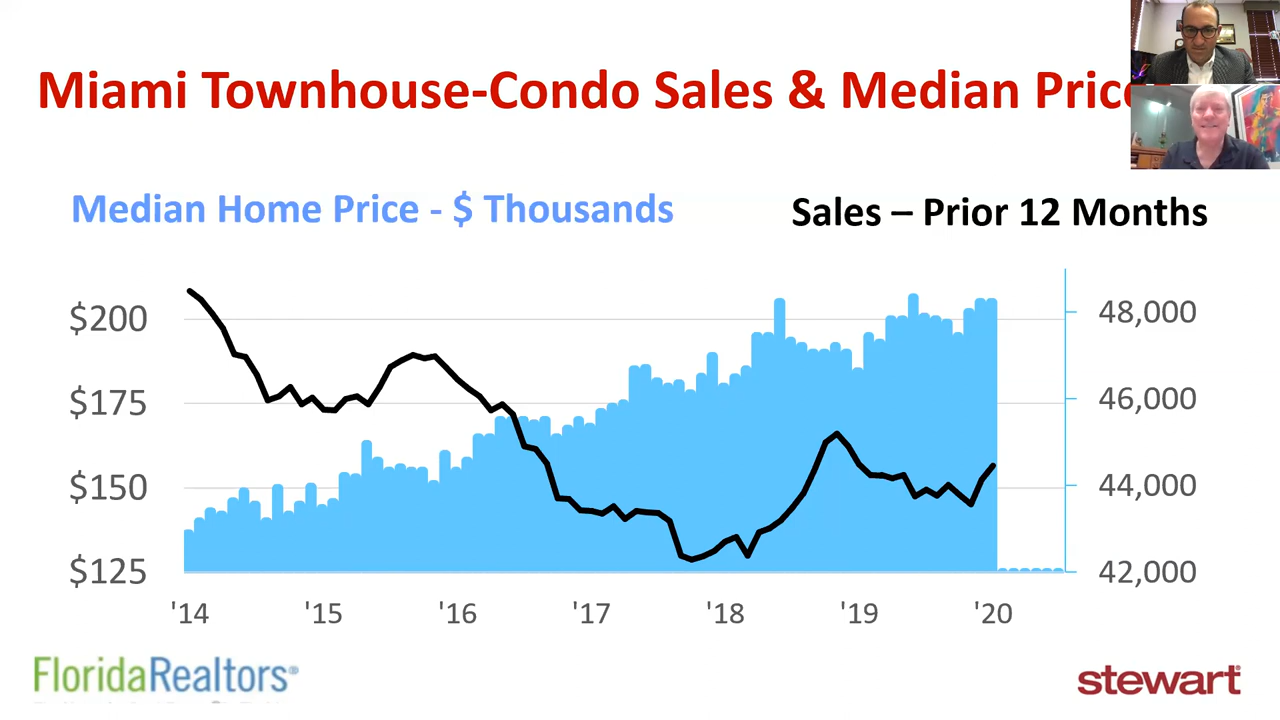 Miami Townhouse-Condo Sales & Median Price
Median Home Price - $ Thousands
Sales – Prior 12 Months
$200
$175
$150
$125
48,000
46,000
44,000
42,000
'14 '15 '16 '17 '18 '19 '20
FloridaRealtors®
stewart